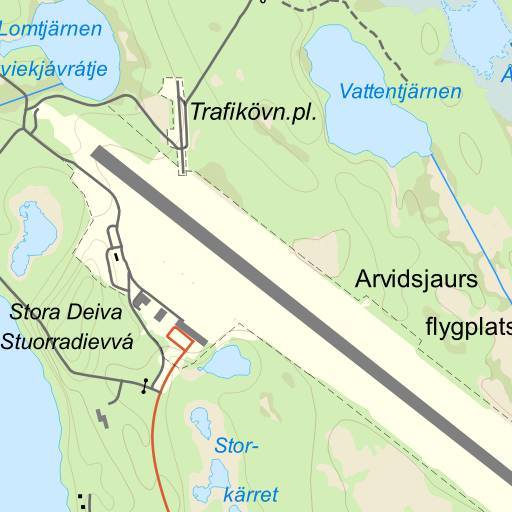 Lomtjärnen
viekjávrátje
Trafikövn.pl.
Vattentjärnen
Arvidsjaurs
flygplats
Stora Deiva
Stuorradievvá
Stor-
kärret